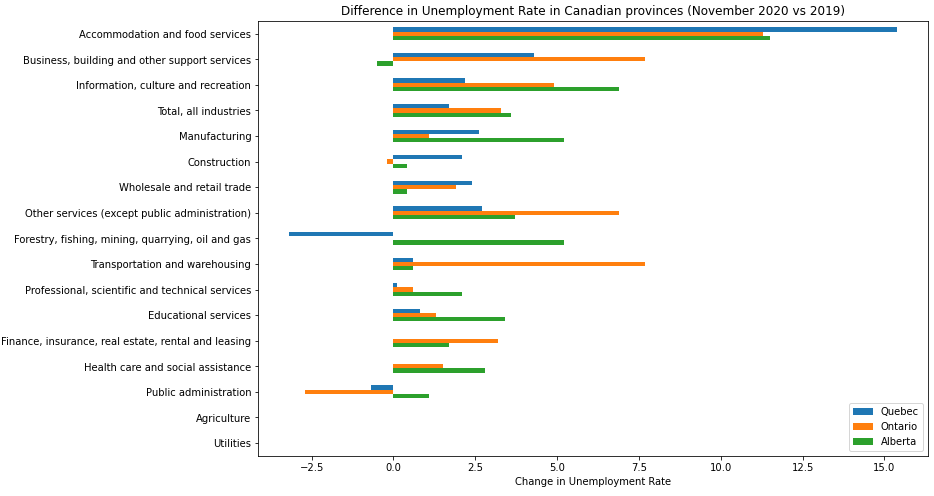 Difference in Unemployment Rate in Canadian provinces (November 2020 vs 2019)
Accommodation and food services
Business, building and other support services
Information, culture and recreation
Total, all industries
Manufacturing
Construction
Wholesale and retail trade
Other services (except public administration)
Forestry, fishing, mining, quarrying, oil and gas
Transportation and warehousing
Professional, scientific and technical services
Educational services
Finance, insurance, real estate, rental and leasing
Health care and social assistance
Public administration
Agriculture
Utilities
Quebec
Ontario
Alberta
−2.5 0.0 2.5 5.0 7.5 10.0 12.5 15.0
Change in Unemployment Rate